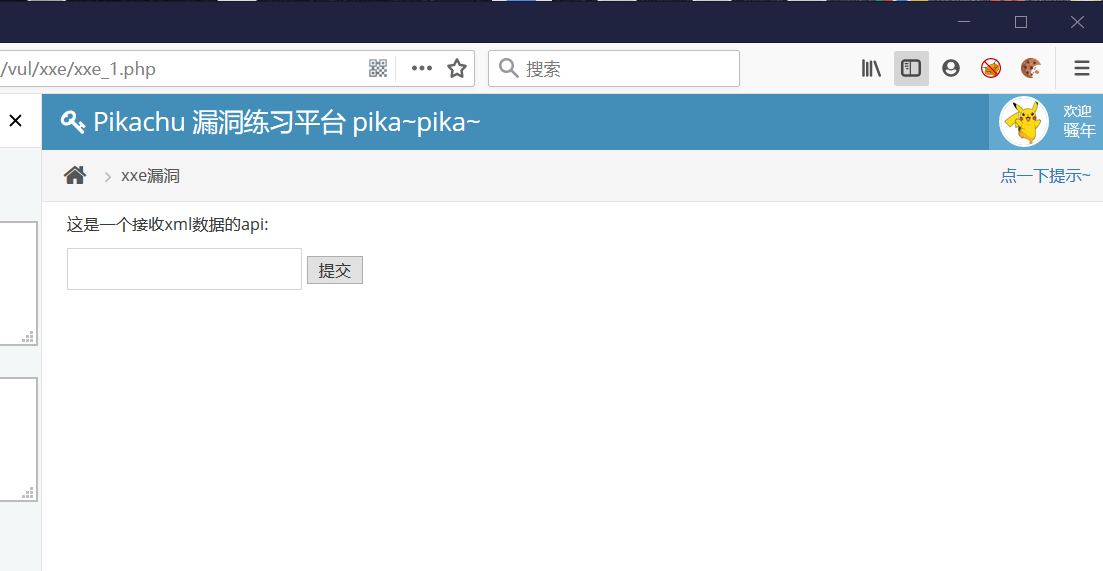 /vul/xxe/xxe_1.php
搜索
Pikachu 漏洞练习平台 pika~pika~
欢迎
骚年
xxe漏洞
点一下提示~
这是一个接收xml数据的api:
提交